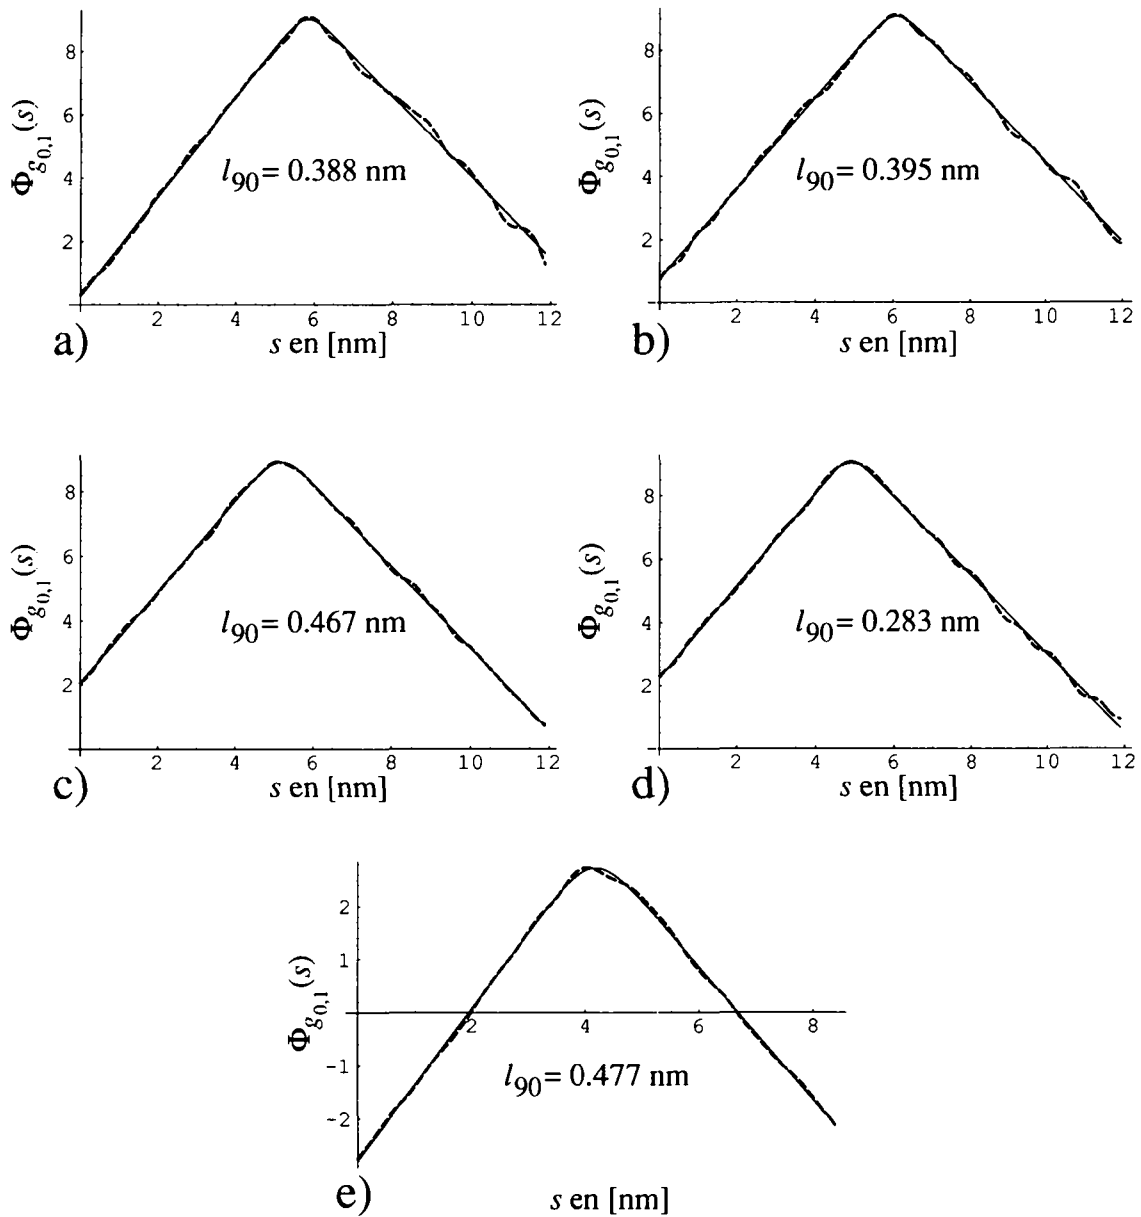 8
6
4
2
Φg0,1(s)
l90= 0.388 nm
2 4 6 8 10 12
a) s en [nm]
8
6
4
2
Φg0,1(s)
l90= 0.395 nm
2 4 6 8 10 12
b) s en [nm]
8
6
4
2
Φg0,1(s)
l90= 0.467 nm
2 4 6 8 10 12
c) s en [nm]
8
6
4
2
Φg0,1(s)
l90= 0.283 nm
2 4 6 8 10 12
d) s en [nm]
2
1
-1
-2
Φg0,1(s)
2 4 6 8
l90= 0.477 nm
e) s en [nm]